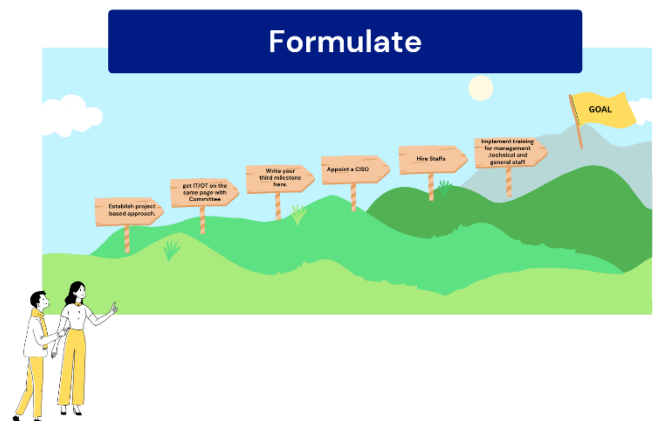 Formulate
GOAL
Establish project
based approach.
get IT/OT on the
same page with
Committee
Write your
third milestone
here.
Appoint a CISO
Hire Staffs
Implement training
for management
,technical and
general staff